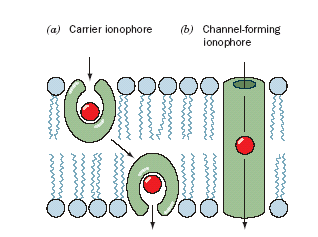 (a) Carrier ionophore
(b) Channel-forming
ionophore